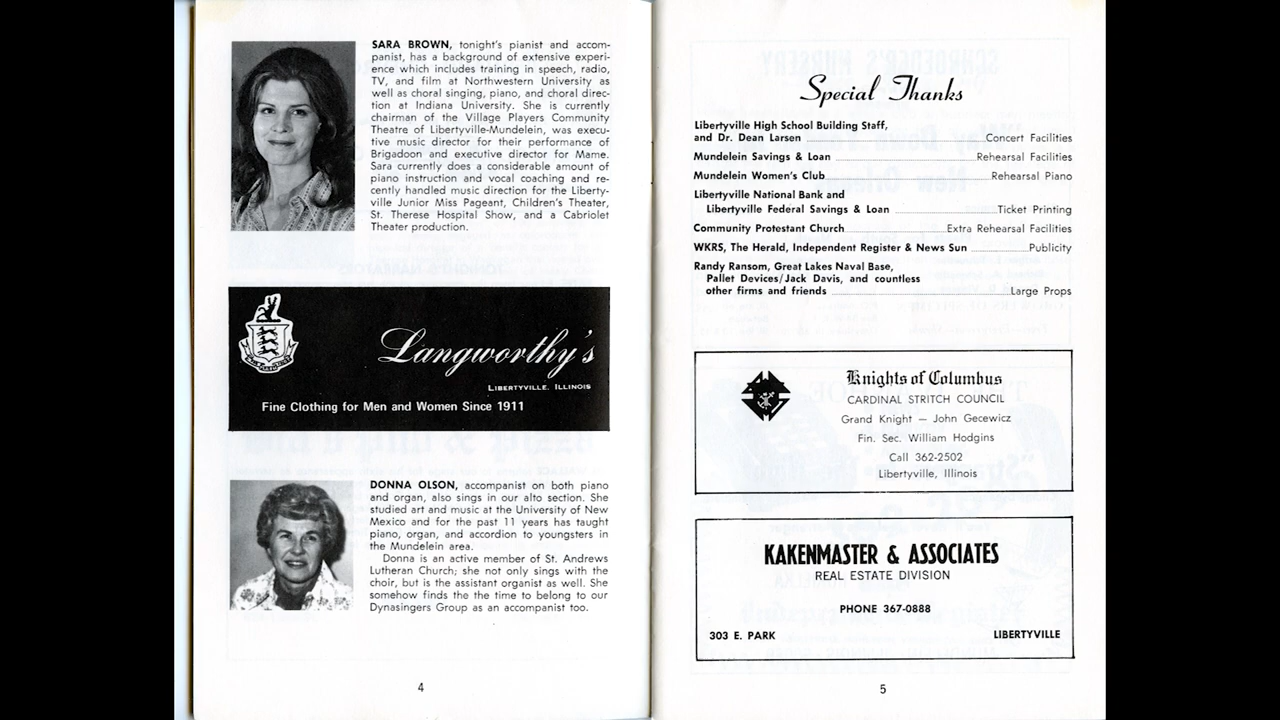 SARA BROWN, tonight's pianist and accom-
panist, has a background of extensive experi-
ence which includes training in speech, radio,
TV, and film at Northwestern University as
well as choral singing, piano, and choral direc-
tion at Indiana University. She is currently
chairman of the Village Players Community
Theatre of Libertyville-Mundelein, was execu-
tive music director for their performance of
Brigadoon and executive director for Mame.
Sara currently does a considerable amount of
piano instruction and vocal coaching and re-
cently handled music direction for the Liberty-
ville Junior Miss Pageant, Children's Theater,
St. Therese Hospital Show, and a Cabriolet
Theater production.
Langworthy's
LIBERTYVILLE, ILLINOIS
Fine Clothing for Men and Women Since 1911
DONNA OLSON, accompanist on both piano
and organ, also sings in our alto section. She
studied art and music at the University of New
Mexico and for the past 11 years has taught
piano, organ, and accordion to youngsters in
the Mundelein area.
Donna is an active member of St. Andrews
Lutheran Church; she not only sings with the
choir, but is the assistant organist as well. She
somehow finds the the time to belong to our
Dynasingers Group as an accompanist too.
4
Special Thanks
Libertyville High School Building Staff,
and Dr. Dean Larsen Concert Facilities
Mundelein Savings & Loan Rehearsal Facilities
Mundelein Women's Club Rehearsal Piano
Libertyville National Bank and
Libertyville Federal Savings & Loan Ticket Printing
Community Protestant Church Extra Rehearsal Facilities
WKRS, The Herald, Independent Register & News Sun Publicity
Randy Ransom, Great Lakes Naval Base,
Pallet Devices/Jack Davis, and countless
other firms and friends Large Props
Knights of Columbus
CARDINAL STRITCH COUNCIL
Grand Knight — John Gecewicz
Fin. Sec. William Hodgins
Call 362-2502
Libertyville, Illinois
KAKENMASTER & ASSOCIATES
REAL ESTATE DIVISION
PHONE 367-0888
303 E. PARK LIBERTYVILLE
5